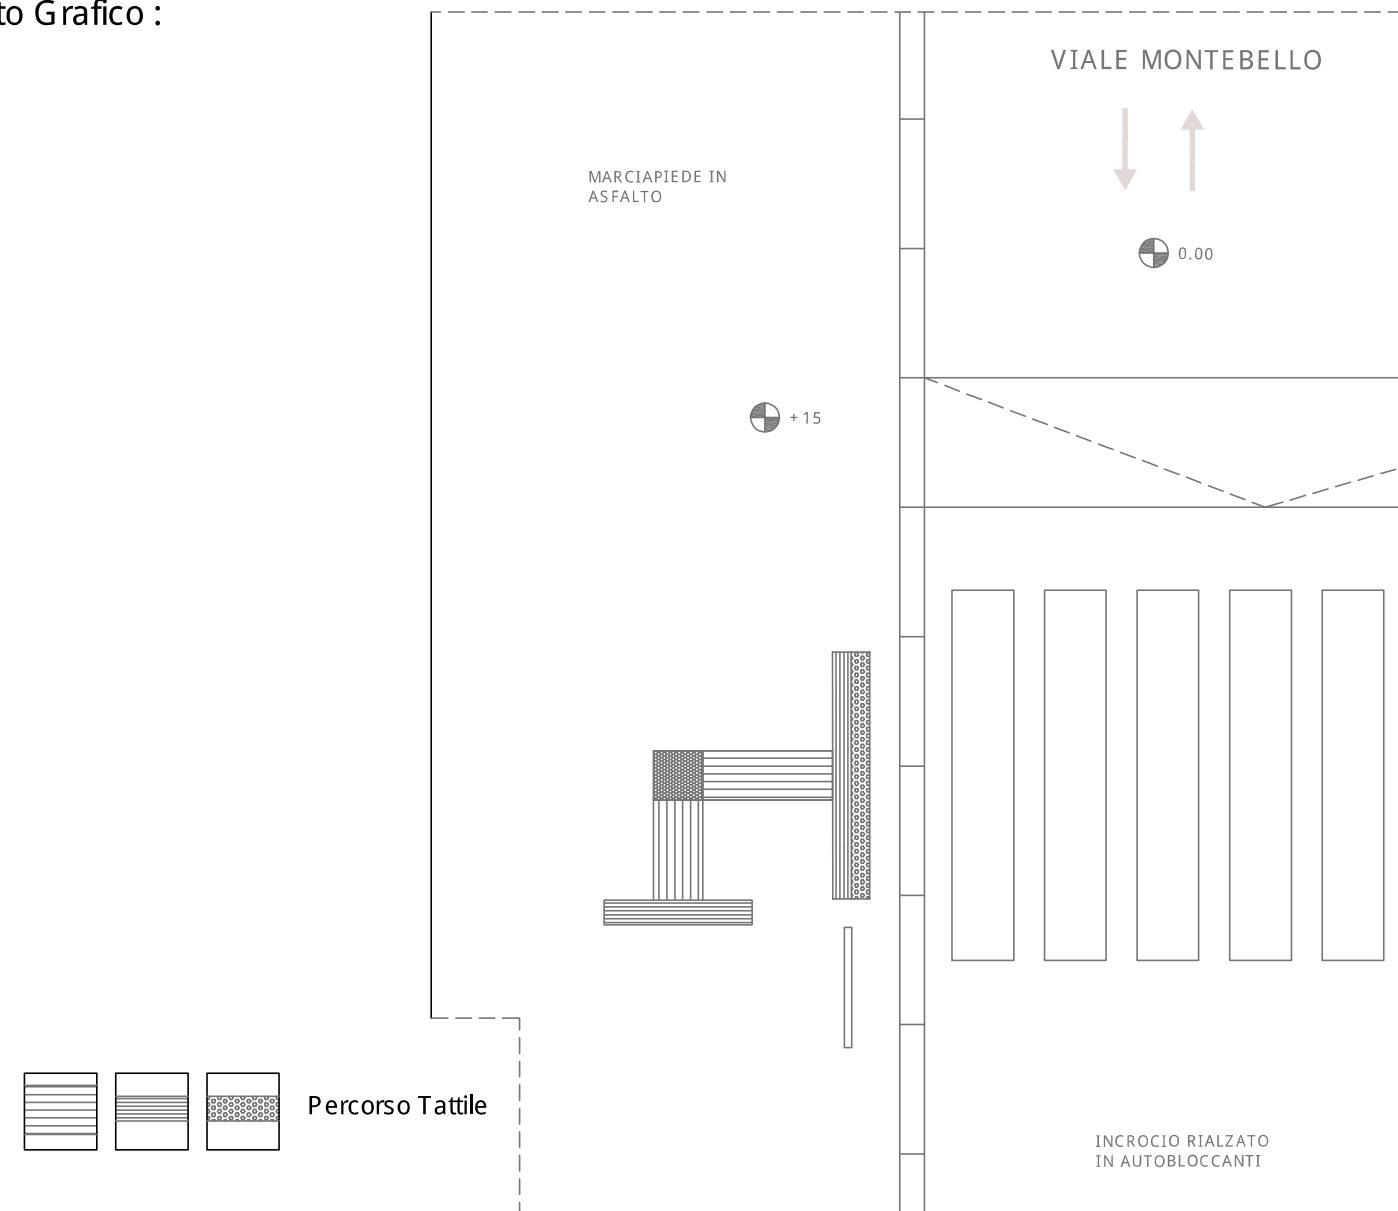 to Grafico :
VIALE MONTEBELLO
MARCIAPIEDE IN
ASFALTO
0.00
+15
Percorso Tattile
INCROCIO RIALZATO
IN AUTOBLOCCANTI